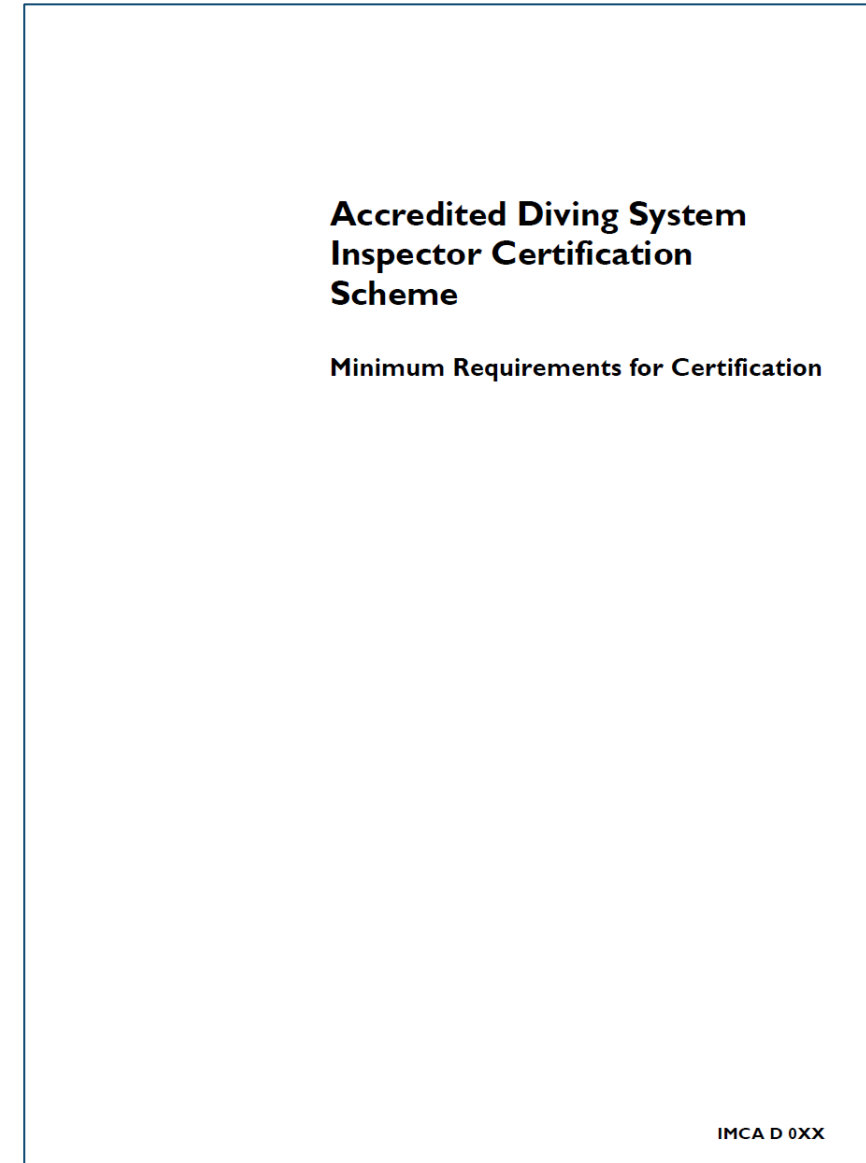 Accredited Diving System
Inspector Certification
Scheme
Minimum Requirements for Certification
IMCA D 0XX